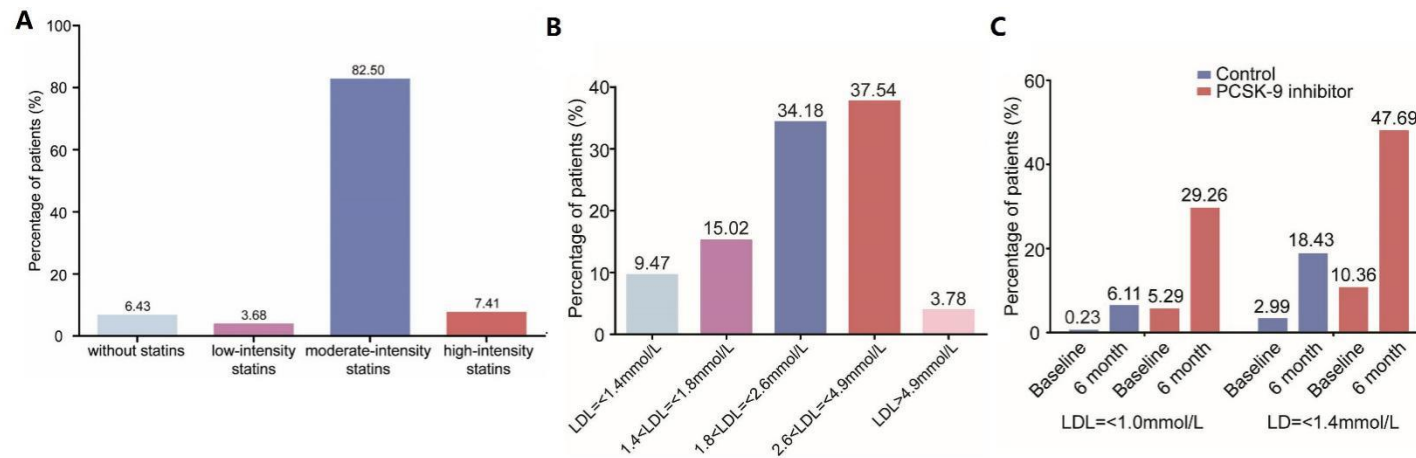 A
Percentage of patients (%)
100
80
60
40
20
0
6.43
3.68
82.50
7.41
without statins
low-intensity
statins
moderate-intensity
statins
high-intensity
statins
B
Percentage of patients (%)
40
30
20
10
0
9.47
15.02
34.18
37.54
3.78
LDL=<1.4mmol/L
1.4<LDL=<1.8mmol/L
1.8<LDL=<2.6mmol/L
2.6<LDL=<4.9mmol/L
LDL>4.9mmol/L
C
Percentage of patients (%)
60
40
20
0
Control
PCSK-9 inhibitor
0.23
6.11
5.29
29.26
2.99
18.43
10.36
47.69
Baseline
6 month
Baseline
6 month
Baseline
6 month
Baseline
6 month
LDL=<1.0mmol/L
LD=<1.4mmol/L